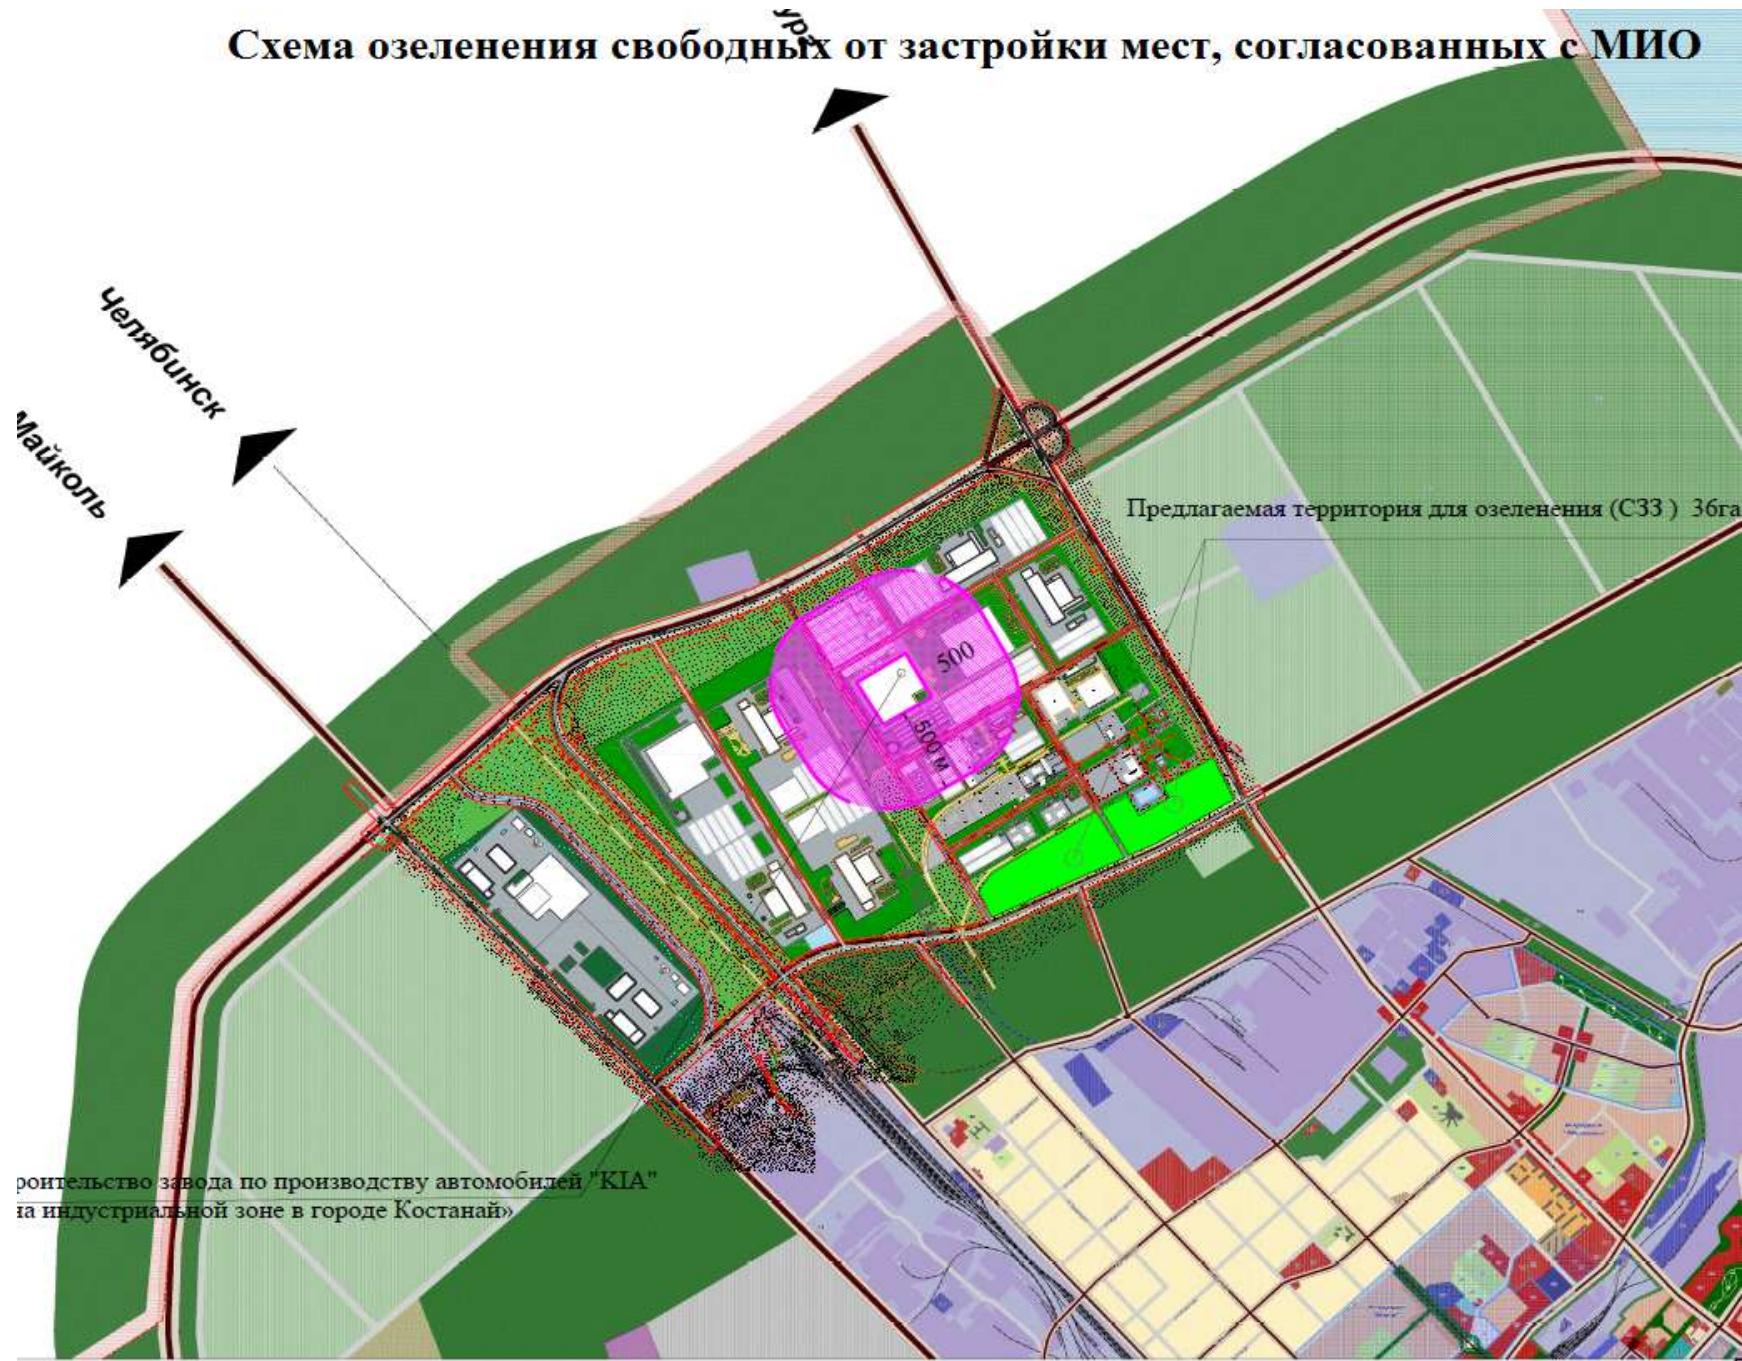 ург
Схема озеленения свободных от застройки мест, согласованных с МИО
Челябинск
Майколь
Предлагаемая территория для озеленения (СЗЗ ) 36га
500
500 м
роительство завода по производству автомобилей "KIA"
на индустриальной зоне в городе Костанай»